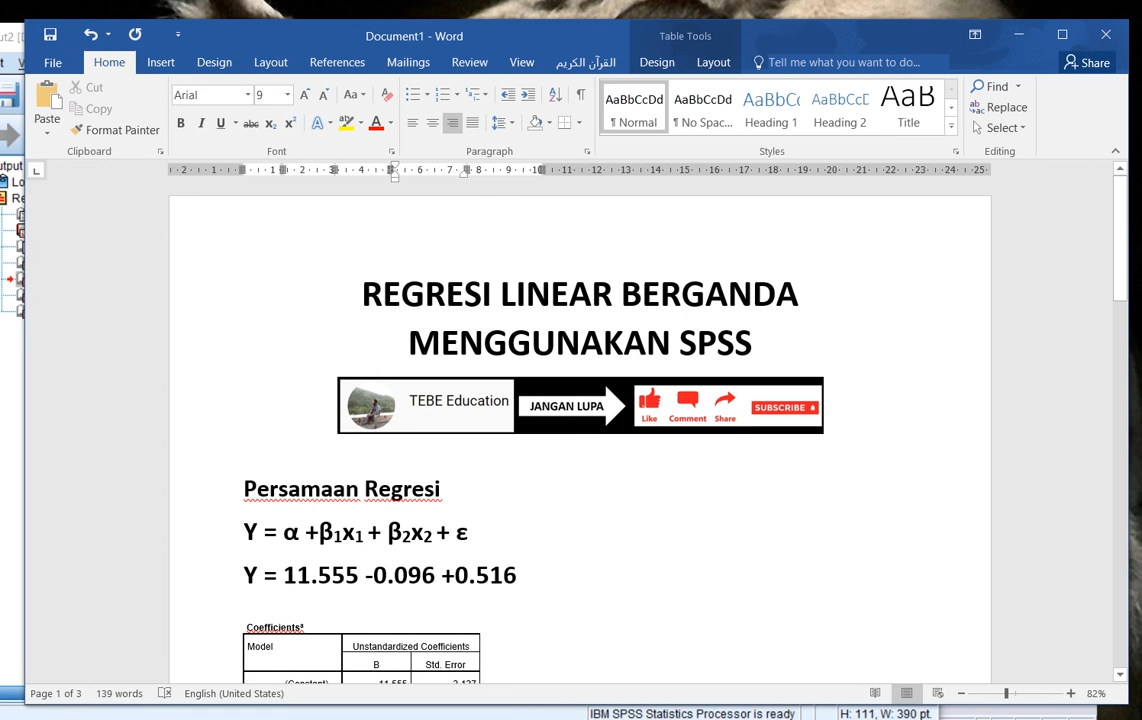 Document1 - Word
Table Tools
File Home Insert Design Layout References Mailings Review View القرآن الكريم Design Layout Tell me what you want to do... Share
Paste
Cut
Copy
Format Painter
Clipboard
Arial 9
Font
Paragraph
AaBbCcDd ¶ Normal
AaBbCcDd ¶ No Spac...
AaBbCc Heading 1
AaBbCcD Heading 2
AaB Title
Styles
Find
Replace
Select
Editing
REGRESI LINEAR BERGANDA
MENGGUNAKAN SPSS
TEBE Education JANGAN LUPA Like Comment Share SUBSCRIBE
Persamaan Regresi
Y = α +β₁x₁ + β₂x₂ + ε
Y = 11.555 -0.096 +0.516
Coefficientsª
Model Unstandardized Coefficients
B Std. Error
(Constant) 11.555 2.127
Page 1 of 3 139 words English (United States) 82%
IBM SPSS Statistics Processor is ready H: 111, W: 390 pt.